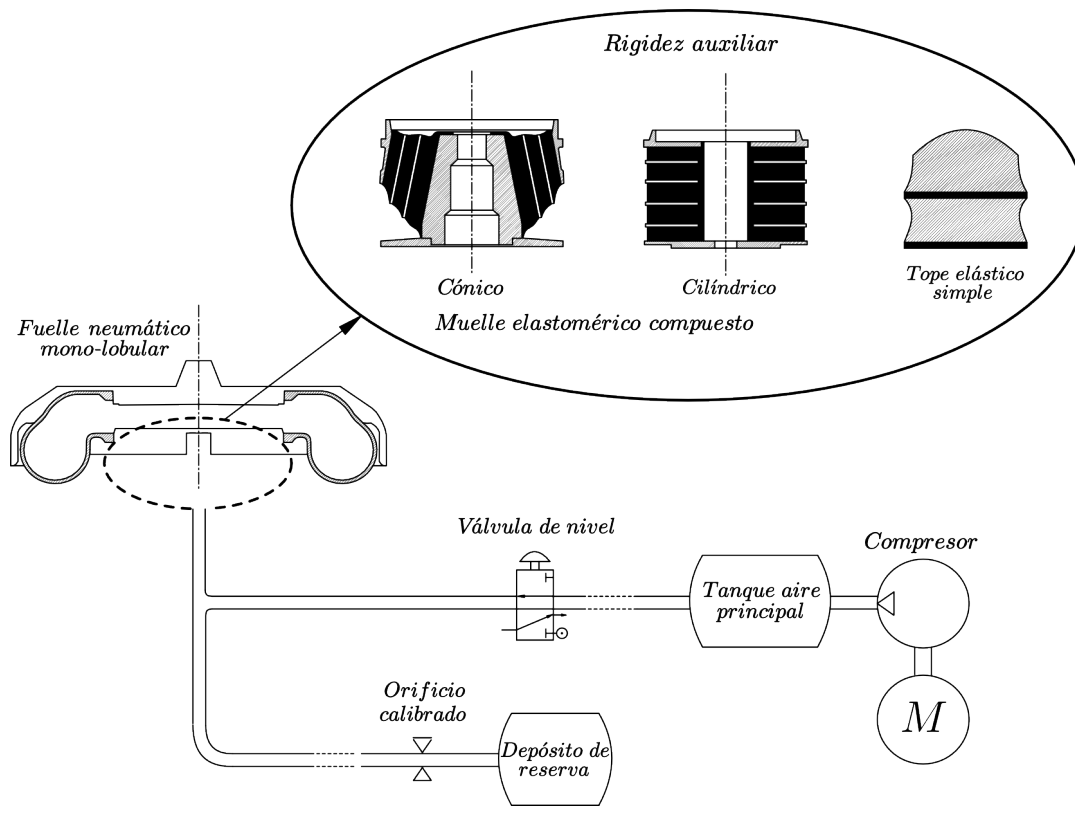 Rigidez auxiliar
Cónico
Cilíndrico
Tope elástico
simple
Muelle elastomérico compuesto
Fuelle neumático
mono-lobular
Válvula de nivel
Compresor
Tanque aire
principal
Orificio
calibrado
M
Depósito de
reserva